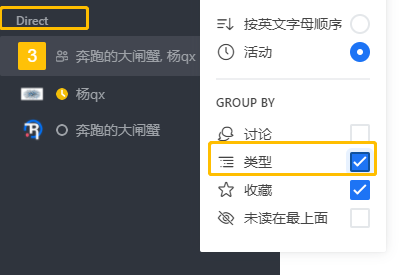 Direct
3 奔跑的大闸蟹, 杨qx
杨qx
奔跑的大闸蟹
按英文字母顺序
活动
GROUP BY
讨论
类型
收藏
未读在最上面